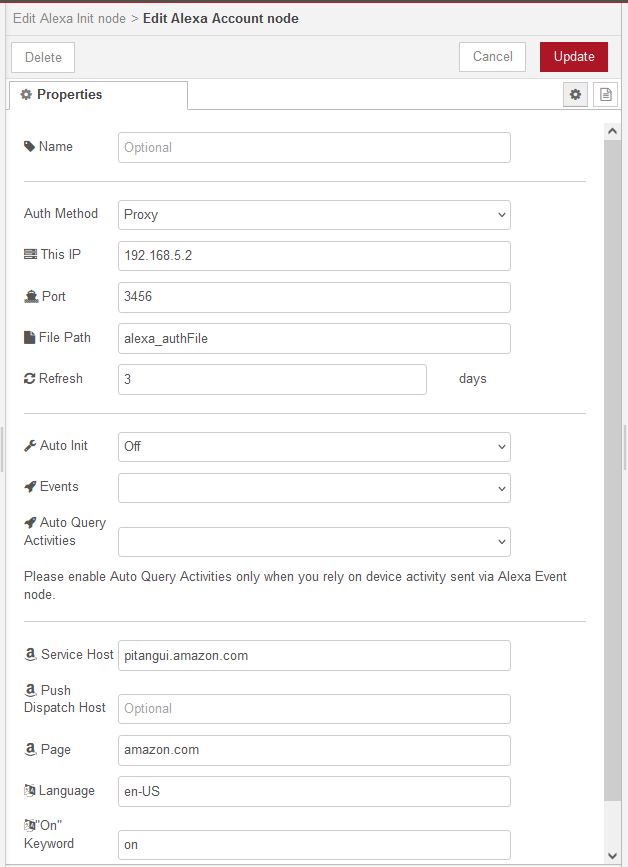 Edit Alexa Init node > Edit Alexa Account node
Delete
Cancel
Update
Properties
Name
Optional
Auth Method
Proxy
This IP
192.168.5.2
Port
3456
File Path
alexa_authFile
Refresh
3
days
Auto Init
Off
Events
Auto Query
Activities
Please enable Auto Query Activities only when you rely on device activity sent via Alexa Event
node.
Service Host
pitangui.amazon.com
Push
Dispatch Host
Optional
Page
amazon.com
Language
en-US
"On"
Keyword
on